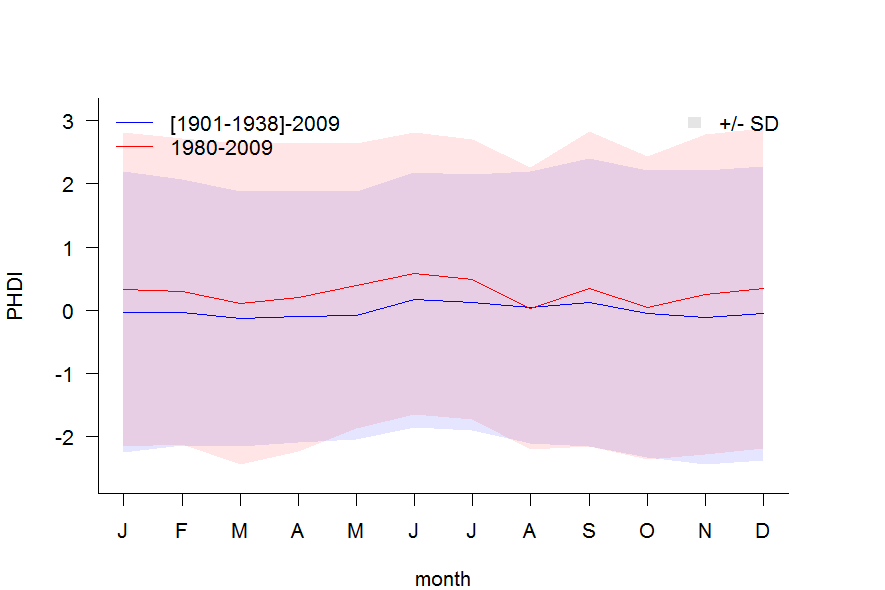 [1901-1938]-2009
1980-2009
+/- SD
3
2
1
0
-1
-2
PHDI
J F M A M J J A S O N D
month